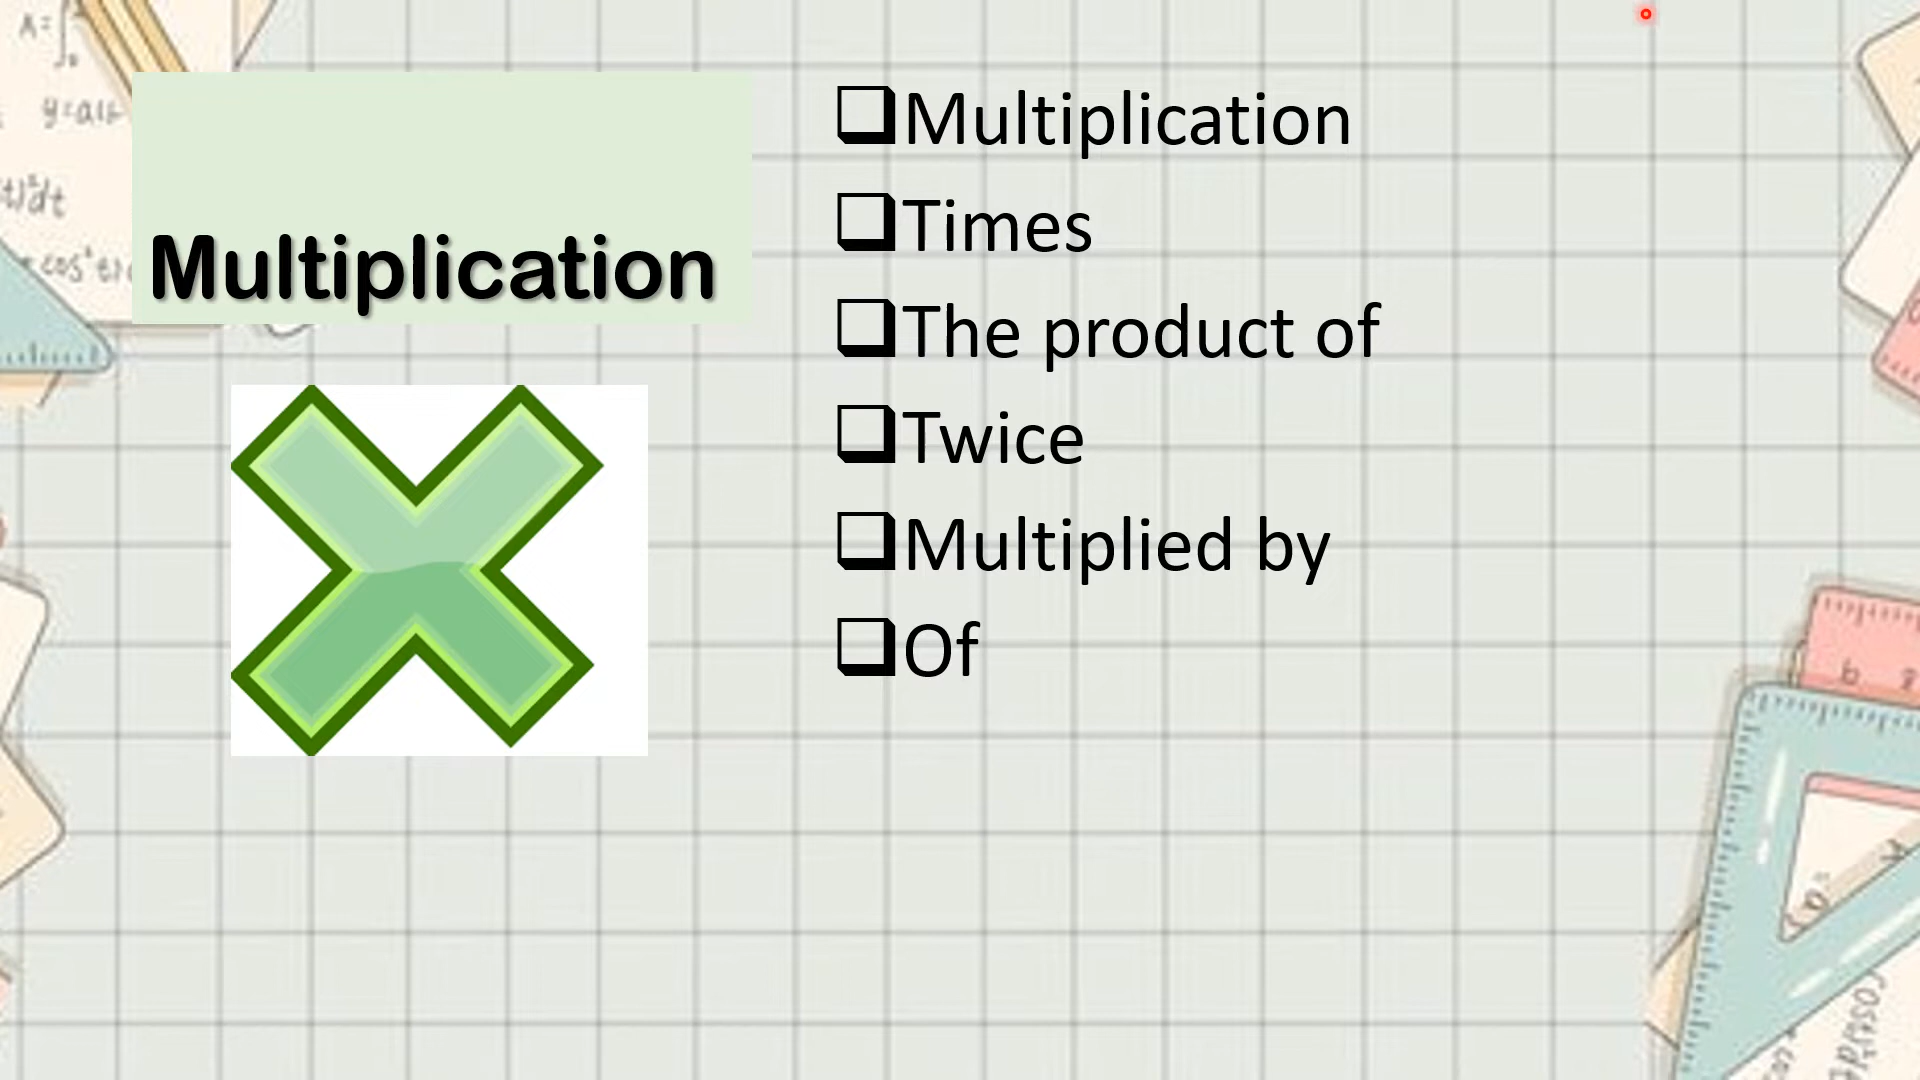 Multiplication
Multiplication
Times
The product of
Twice
Multiplied by
Of